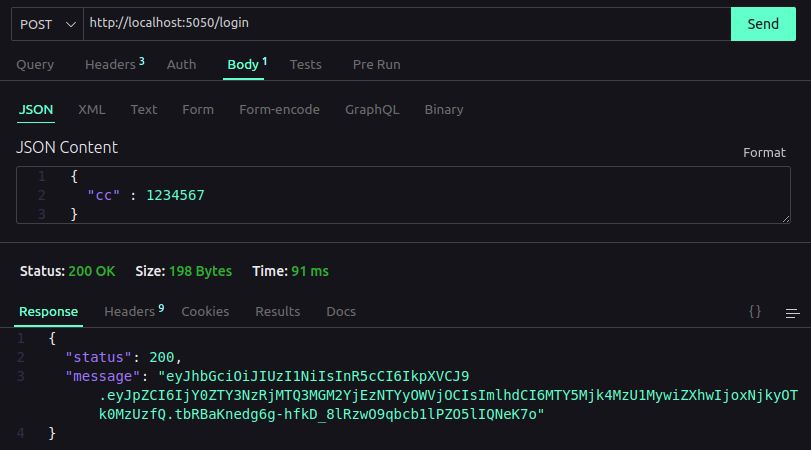 POST http://localhost:5050/login Send
Query Headers 3 Auth Body 1 Tests Pre Run
JSON XML Text Form Form-encode GraphQL Binary
JSON Content
Format
1 {
2 "cc" : 1234567
3 }
Status: 200 OK Size: 198 Bytes Time: 91 ms
Response Headers 9 Cookies Results Docs {}
1 {
2 "status": 200,
3 "message": "eyJhbGciOiJIUzI1NiIsInR5cCI6IkpXVCJ9
.eyJpZCI6IjY0ZTY3NzRjMTQ3MGM2YjEzNTYyOWVjOCIsImlhdCI6MTY5Mjk4MzU1MywiZXhwIjoxNjkyOT
k0MzUzfQ.tbRBaKnedg6g-hfkD_8lRzwO9qbcb1lPZO5lIQNeK7o"
4 }